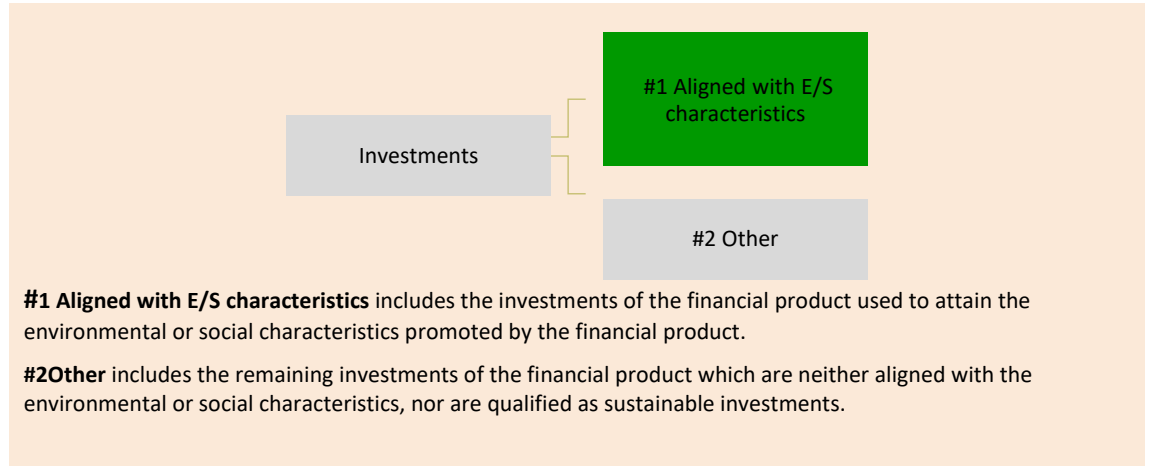 #1 Aligned with E/S
characteristics
Investments
#2 Other
#1 Aligned with E/S characteristics includes the investments of the financial product used to attain the
environmental or social characteristics promoted by the financial product.
#2Other includes the remaining investments of the financial product which are neither aligned with the
environmental or social characteristics, nor are qualified as sustainable investments.